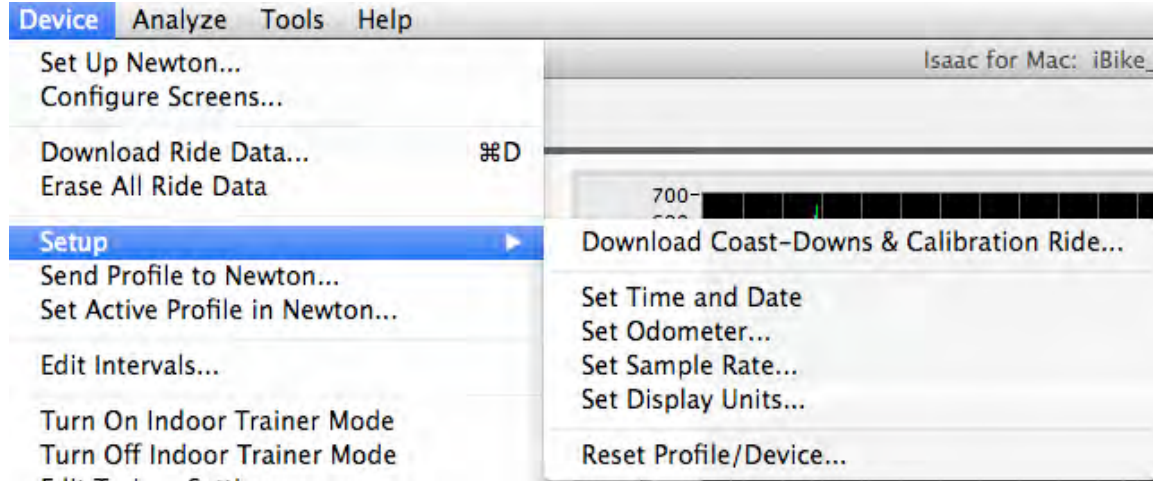 Device Analyze Tools Help
Isaac for Mac: iBike_
Set Up Newton...
Configure Screens...
Download Ride Data... ⌘D
Erase All Ride Data
Setup
Send Profile to Newton...
Set Active Profile in Newton...
Edit Intervals...
Turn On Indoor Trainer Mode
Turn Off Indoor Trainer Mode
700
Download Coast-Downs & Calibration Ride...
Set Time and Date
Set Odometer...
Set Sample Rate...
Set Display Units...
Reset Profile/Device...